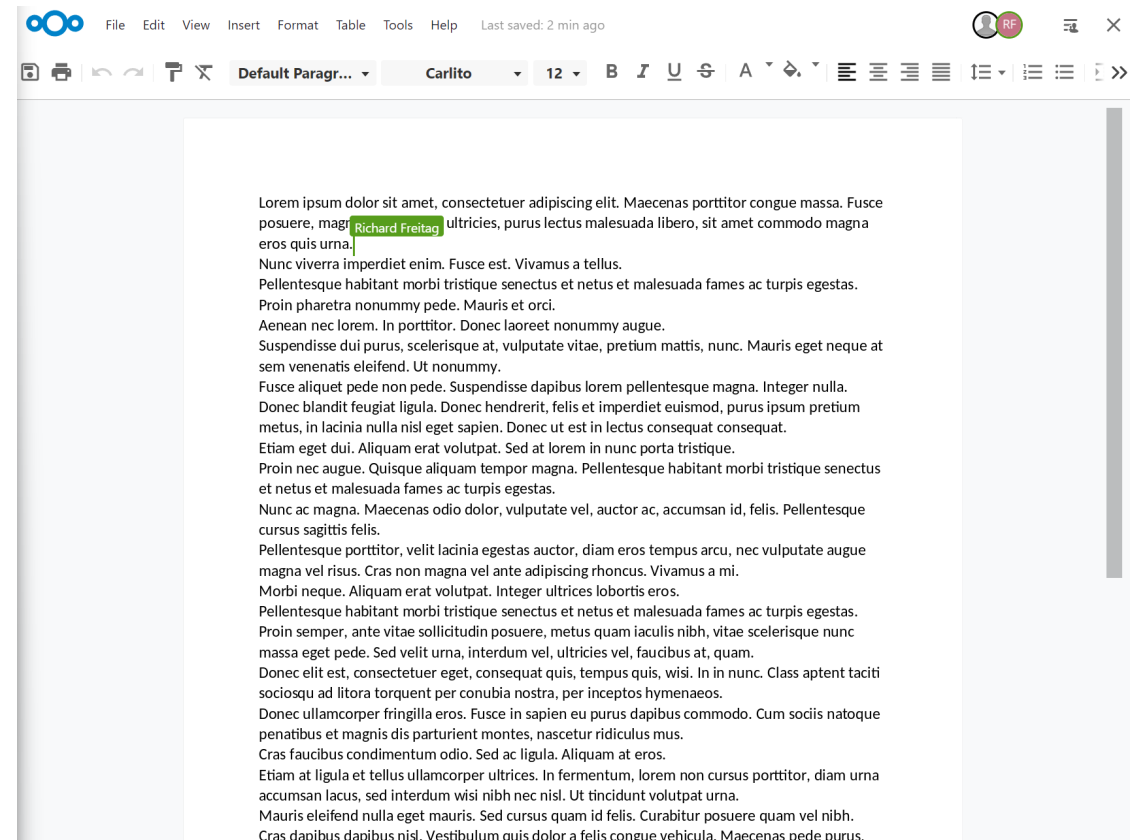 File Edit View Insert Format Table Tools Help Last saved: 2 min ago RF
Default Paragr... Carlito 12 B I U S A
Lorem ipsum dolor sit amet, consectetuer adipiscing elit. Maecenas porttitor congue massa. Fusce
posuere, ultricies, purus lectus malesuada libero, sit amet commodo magna
Richard Freitag
eros quis urna.
Nunc viverra imperdiet enim. Fusce est. Vivamus a tellus.
Pellentesque habitant morbi tristique senectus et netus et malesuada fames ac turpis egestas.
Proin pharetra nonummy pede. Mauris et orci.
Aenean nec lorem. In porttitor. Donec laoreet nonummy augue.
Suspendisse dui purus, scelerisque at, vulputate vitae, pretium mattis, nunc. Mauris eget neque at
sem venenatis eleifend. Ut nonummy.
Fusce aliquet pede non pede. Suspendisse dapibus lorem pellentesque magna. Integer nulla.
Donec blandit feugiat ligula. Donec hendrerit, felis et imperdiet euismod, purus ipsum pretium
metus, in lacinia nulla nisl eget sapien. Donec ut est in lectus consequat consequat.
Etiam eget dui. Aliquam erat volutpat. Sed at lorem in nunc porta tristique.
Proin nec augue. Quisque aliquam tempor magna. Pellentesque habitant morbi tristique senectus
et netus et malesuada fames ac turpis egestas.
Nunc ac magna. Maecenas odio dolor, vulputate vel, auctor ac, accumsan id, felis. Pellentesque
cursus sagittis felis.
Pellentesque porttitor, velit lacinia egestas auctor, diam eros tempus arcu, nec vulputate augue
magna vel risus. Cras non magna vel ante adipiscing rhoncus. Vivamus a mi.
Morbi neque. Aliquam erat volutpat. Integer ultrices lobortis eros.
Pellentesque habitant morbi tristique senectus et netus et malesuada fames ac turpis egestas.
Proin semper, ante vitae sollicitudin posuere, metus quam iaculis nibh, vitae scelerisque nunc
massa eget pede. Sed velit urna, interdum vel, ultricies vel, faucibus at, quam.
Donec elit est, consectetuer eget, consequat quis, tempus quis, wisi. In in nunc. Class aptent taciti
sociosqu ad litora torquent per conubia nostra, per inceptos hymenaeos.
Donec ullamcorper fringilla eros. Fusce in sapien eu purus dapibus commodo. Cum sociis natoque
penatibus et magnis dis parturient montes, nascetur ridiculus mus.
Cras faucibus condimentum odio. Sed ac ligula. Aliquam at eros.
Etiam at ligula et tellus ullamcorper ultrices. In fermentum, lorem non cursus porttitor, diam urna
accumsan lacus, sed interdum wisi nibh nec nisl. Ut tincidunt volutpat urna.
Mauris eleifend nulla eget mauris. Sed cursus quam id felis. Curabitur posuere quam vel nibh.
Cras dapibus dapibus nisl. Vestibulum quis dolor a felis congue vehicula. Maecenas pede purus,